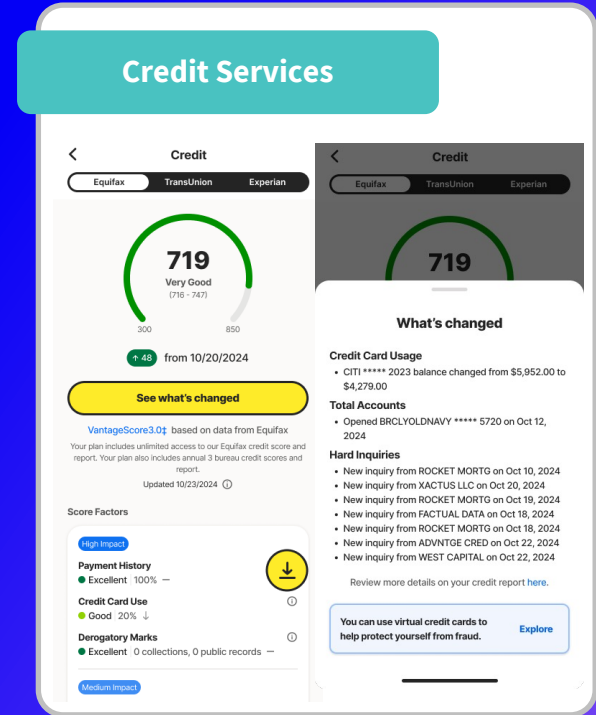 Credit Services
Credit
Equifax TransUnion Experian
719
Very Good
(716 - 747)
300 850
↑ 48 from 10/20/2024
See what's changed
VantageScore3.0‡ based on data from Equifax
Your plan includes unlimited access to our Equifax credit score and
report. Your plan also includes annual 3 bureau credit scores and
report.
Updated 10/23/2024
Score Factors
High Impact
Payment History
Excellent 100% –
Credit Card Use
Good 20% ↓
Derogatory Marks
Excellent 0 collections, 0 public records –
Medium Impact
Credit
Equifax TransUnion Experian
719
What's changed
Credit Card Usage
• CITI ***** 2023 balance changed from $5,952.00 to
$4,279.00
Total Accounts
• Opened BRCLYOLDNAVY ***** 5720 on Oct 12,
2024
Hard Inquiries
• New inquiry from ROCKET MORTG on Oct 10, 2024
• New inquiry from XACTUS LLC on Oct 20, 2024
• New inquiry from ROCKET MORTG on Oct 19, 2024
• New inquiry from FACTUAL DATA on Oct 18, 2024
• New inquiry from ROCKET MORTG on Oct 18, 2024
• New inquiry from ADVNTGE CRED on Oct 22, 2024
• New inquiry from WEST CAPITAL on Oct 22, 2024
Review more details on your credit report here.
You can use virtual credit cards to
help protect yourself from fraud.
Explore